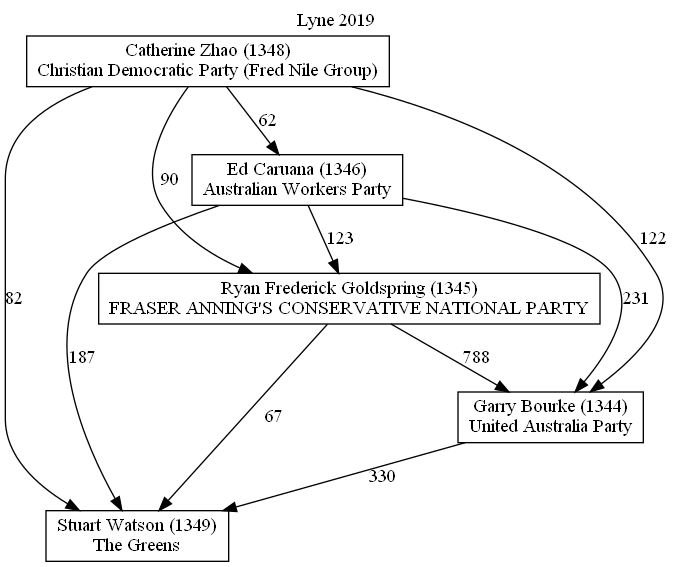 Lyne 2019
Catherine Zhao (1348)
Christian Democratic Party (Fred Nile Group)
62
Ed Caruana (1346)
Australian Workers Party
90
123
122
Ryan Frederick Goldspring (1345)
FRASER ANNING'S CONSERVATIVE NATIONAL PARTY
82
231
187
788
67
Garry Bourke (1344)
United Australia Party
330
Stuart Watson (1349)
The Greens